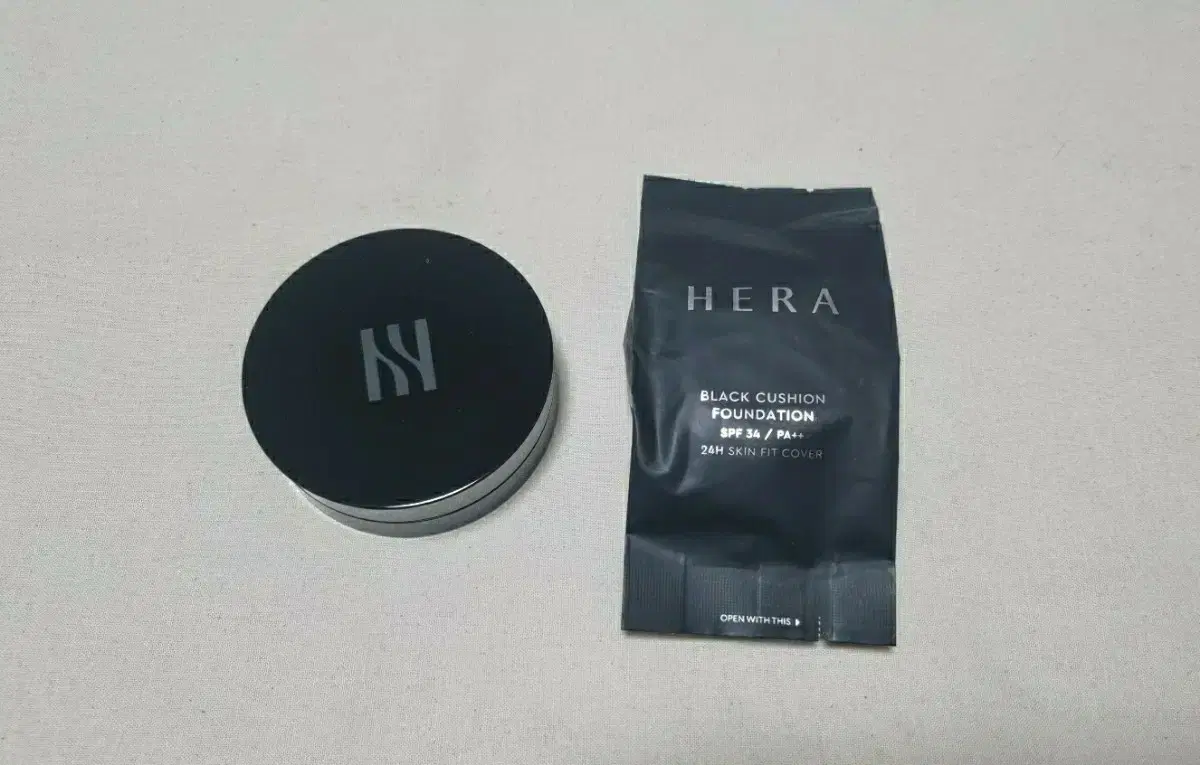 HERA
BLACK CUSHION
FOUNDATION
SPF 34 / PA++
24H SKIN FIT COVER
OPEN WITH THIS